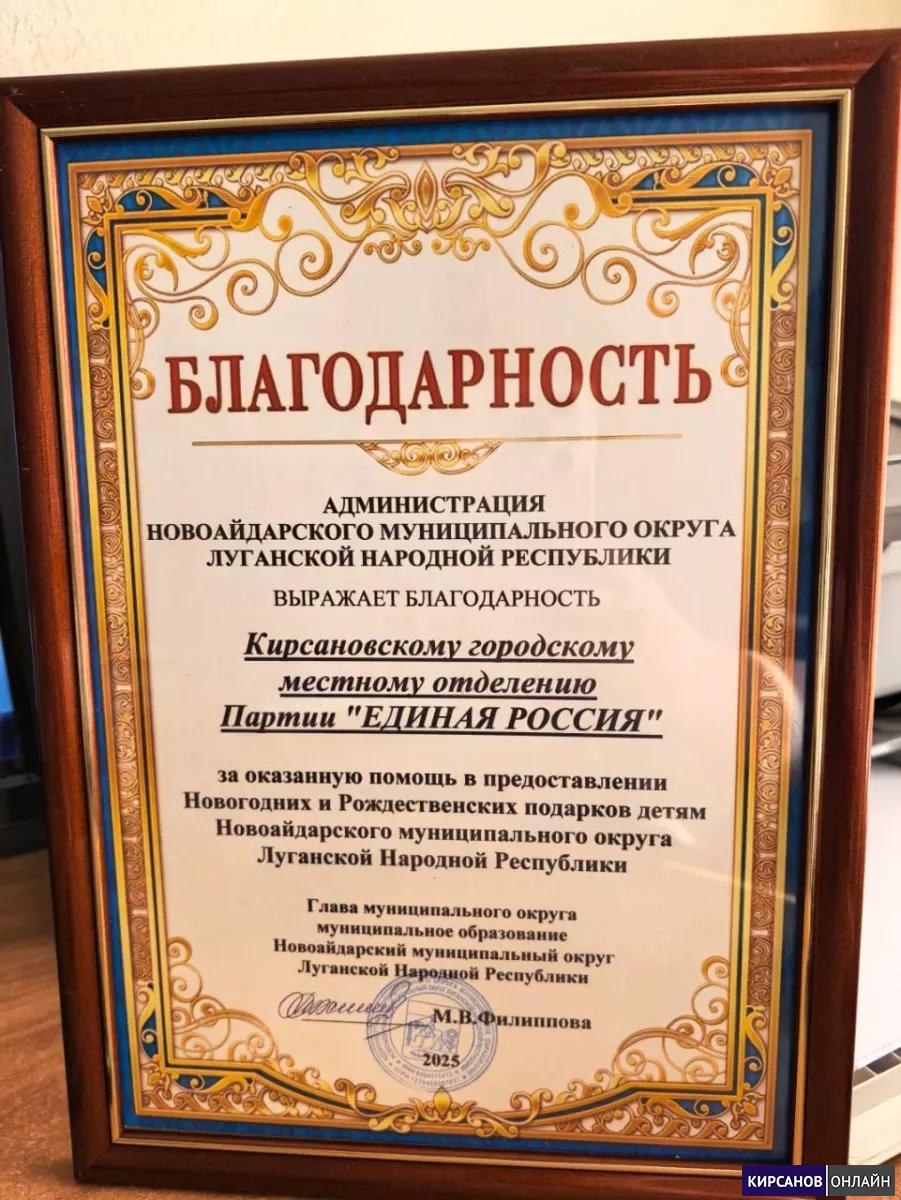 БЛАГОДАРНОСТЬ
АДМИНИСТРАЦИЯ
НОВОАЙДАРСКОГО МУНИЦИПАЛЬНОГО ОКРУГА
ЛУГАНСКОЙ НАРОДНОЙ РЕСПУБЛИКИ
ВЫРАЖАЕТ БЛАГОДАРНОСТЬ
Кирсановскому городскому
местному отделению
Партии "ЕДИНАЯ РОССИЯ"
за оказанную помощь в предоставлении
Новогодних и Рождественских подарков детям
Новоайдарского муниципального округа
Луганской Народной Республики
Глава муниципального округа
муниципальное образование
Новоайдарский муниципальный округ
Луганской Народной Республики
М.В.Филиппова
2025
КИРСАНОВ ОНЛАЙН